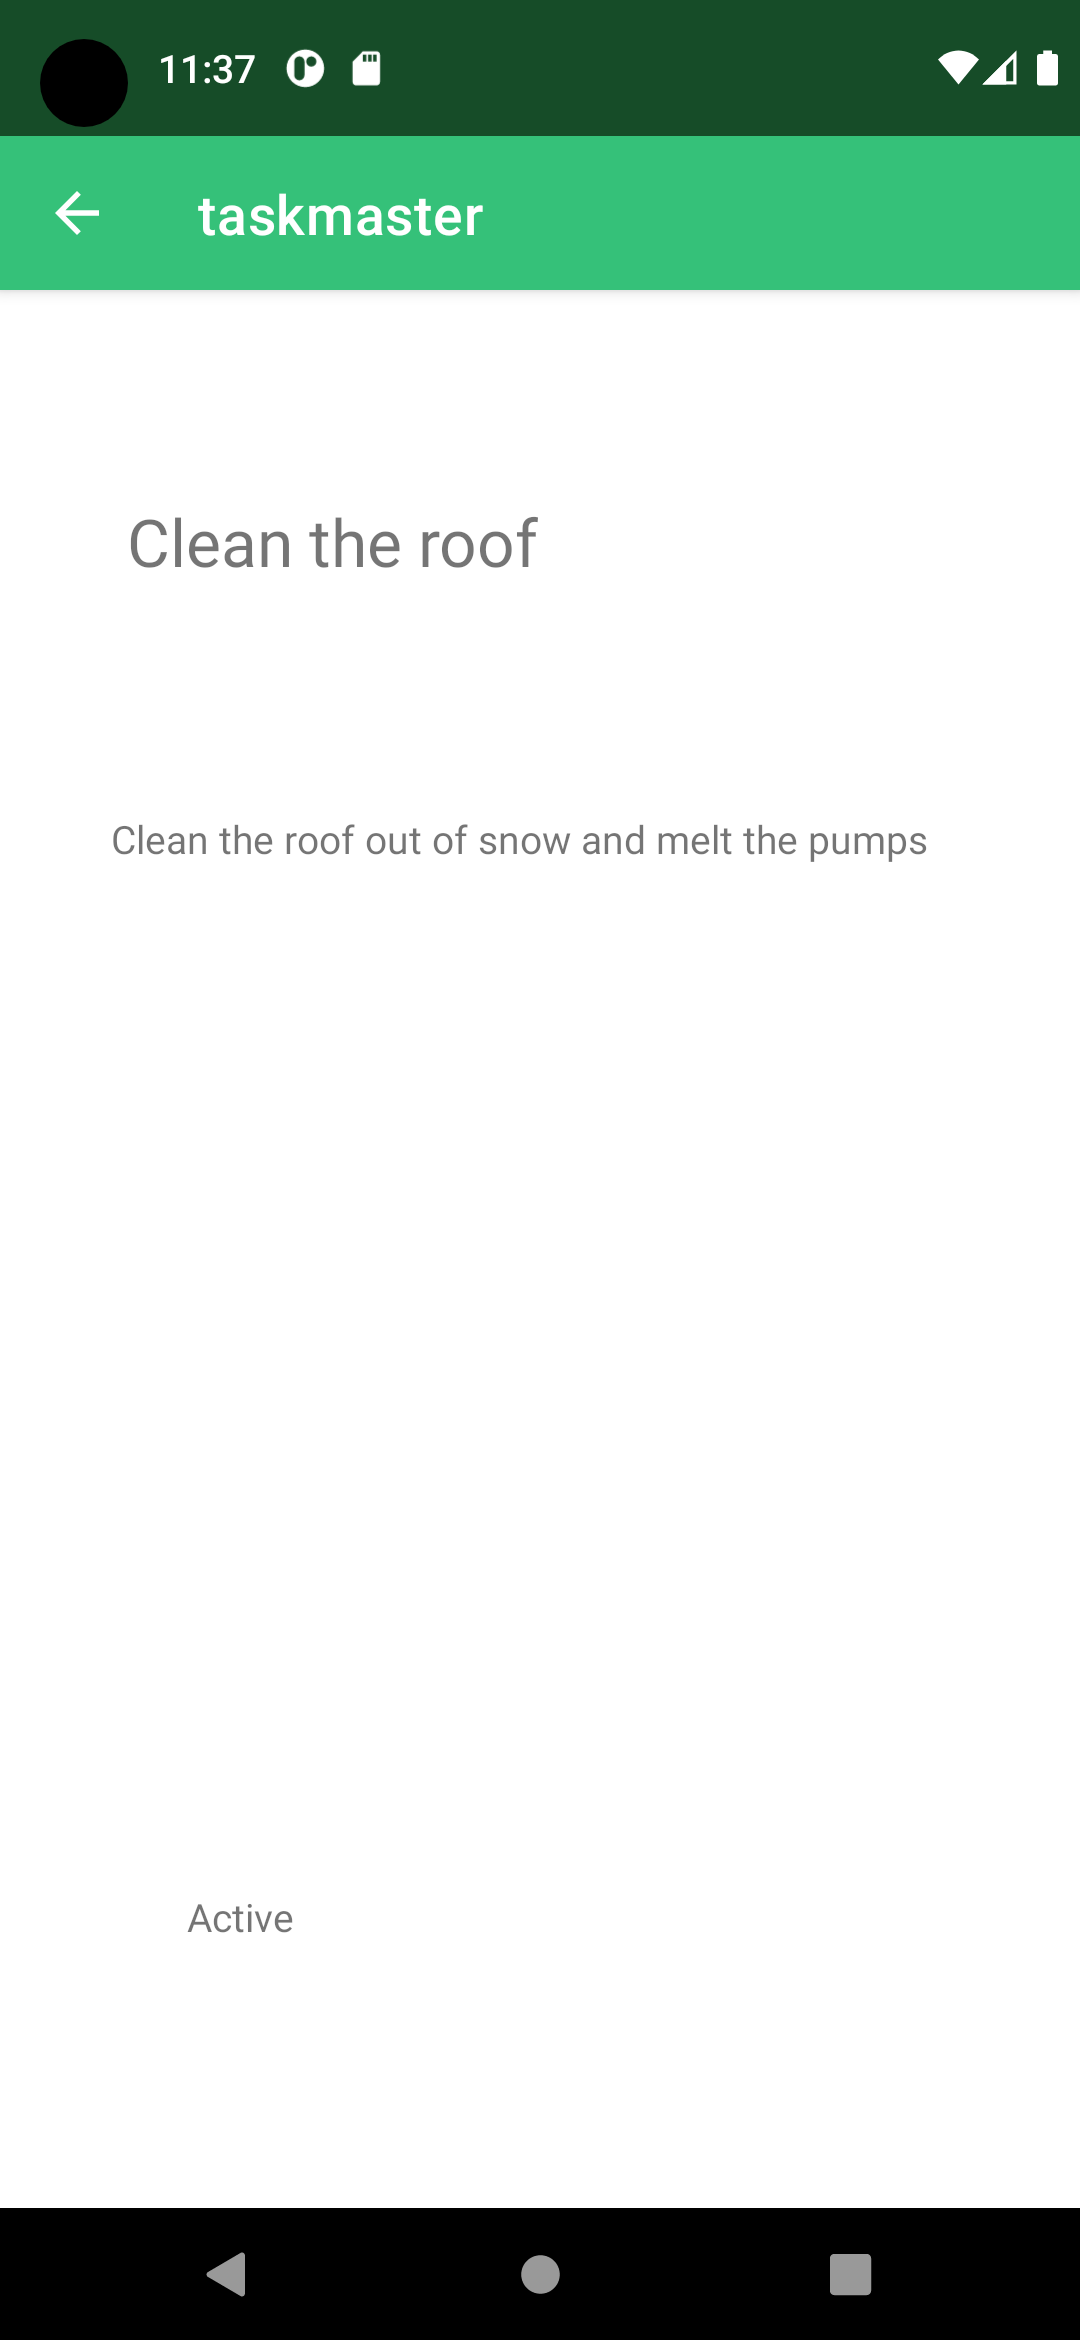 11:37
taskmaster
Clean the roof
Clean the roof out of snow and melt the pumps
Active